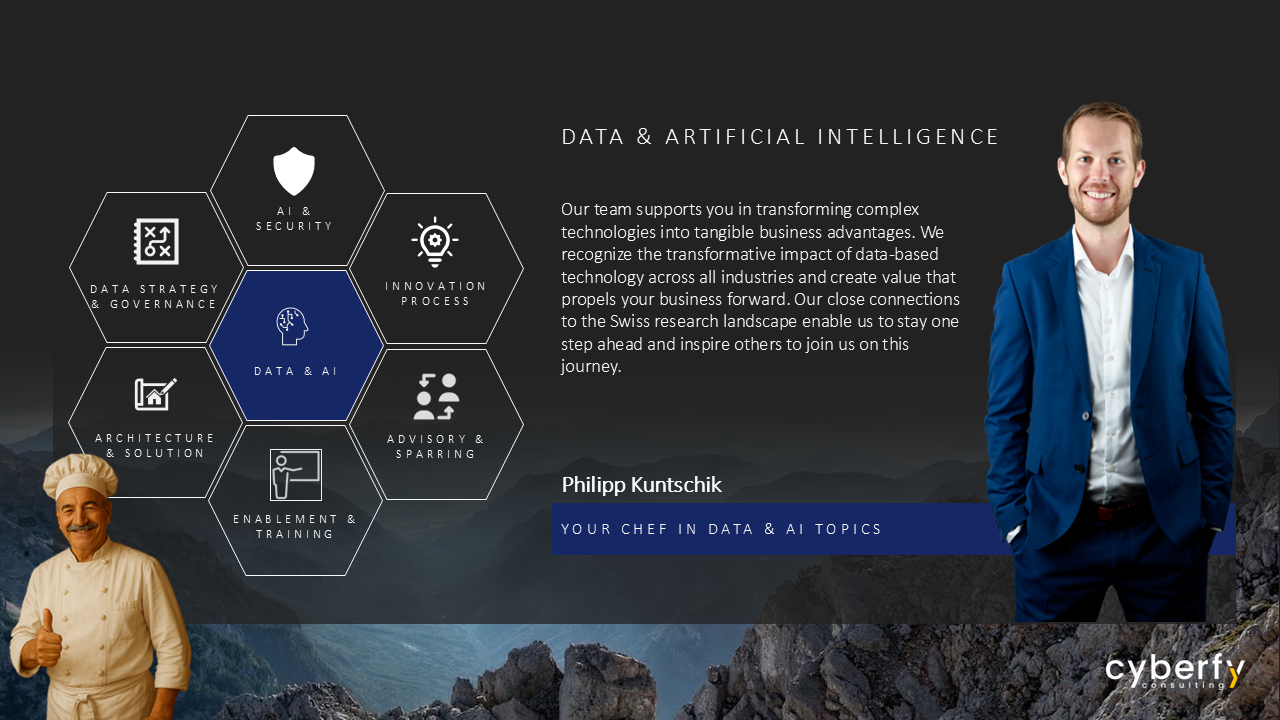 AI &
SECURITY
DATA STRATEGY
& GOVERNANCE
INNOVATION
PROCESS
DATA & AI
ARCHITECTURE
& SOLUTION
ADVISORY &
SPARRING
ENABLEMENT &
TRAINING
DATA & ARTIFICIAL INTELLIGENCE
Our team supports you in transforming complex
technologies into tangible business advantages. We
recognize the transformative impact of data-based
technology across all industries and create value that
propels your business forward. Our close connections
to the Swiss research landscape enable us to stay one
step ahead and inspire others to join us on this
journey.
Philipp Kuntschik
YOUR CHEF IN DATA & AI TOPICS
cyberfy
consulting